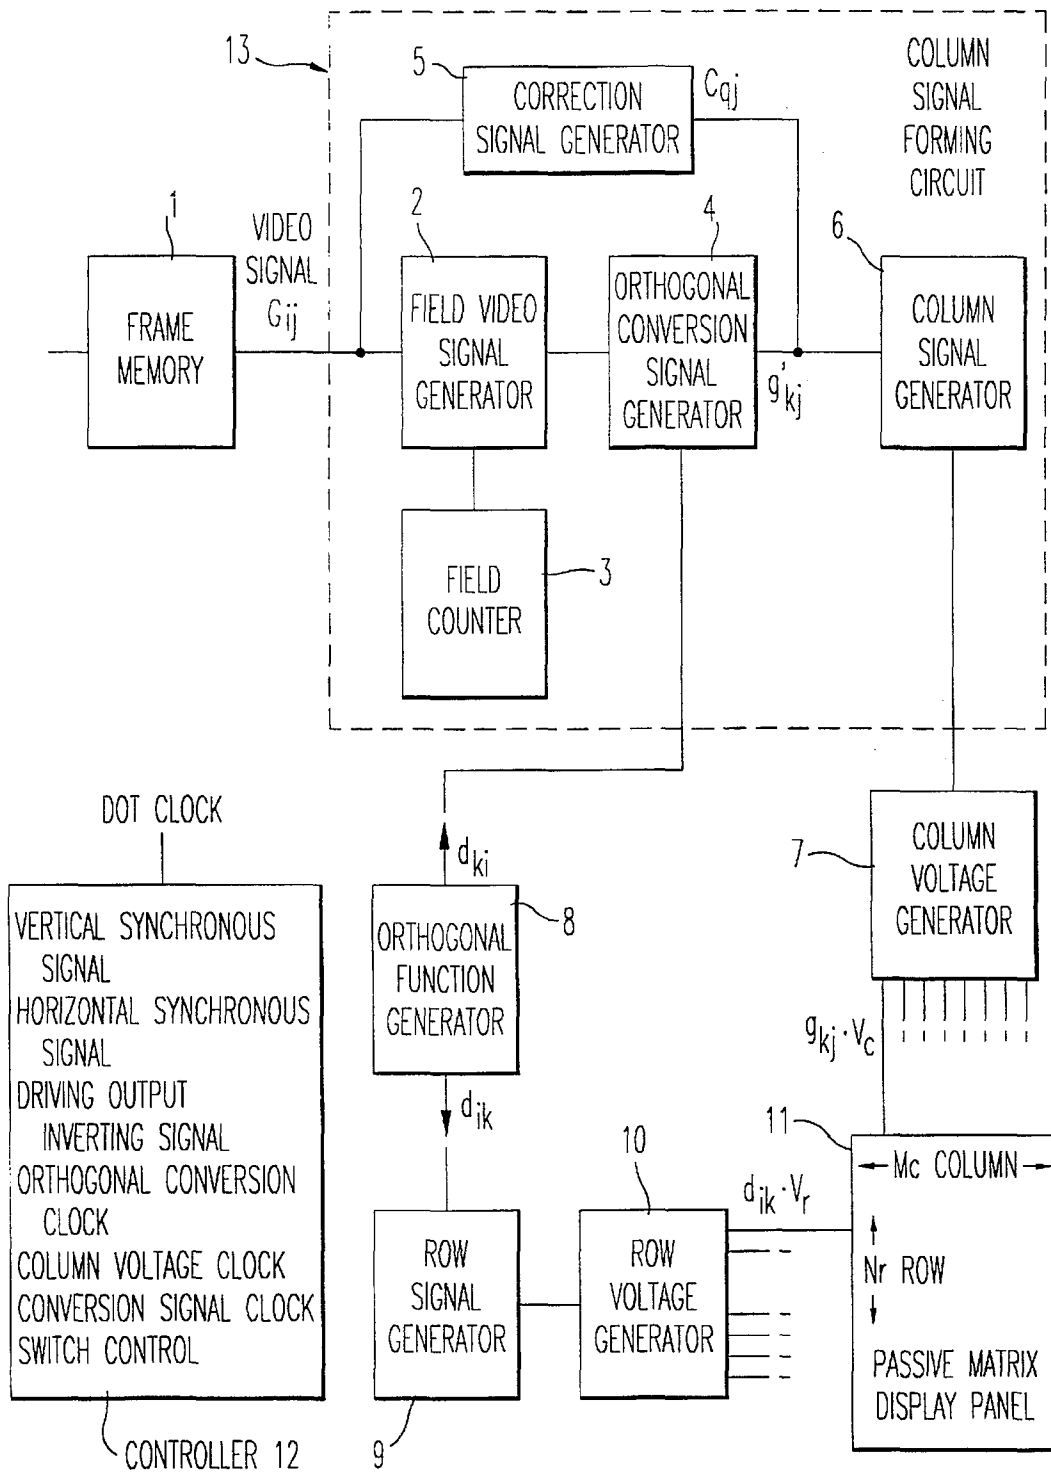 13
5
CORRECTION
SIGNAL GENERATOR
Cqj
COLUMN
SIGNAL
FORMING
CIRCUIT
1
VIDEO
SIGNAL
Gij
2
4
6
FRAME
MEMORY
FIELD VIDEO
SIGNAL
GENERATOR
ORTHOGONAL
CONVERSION
SIGNAL
GENERATOR
g'kj
COLUMN
SIGNAL
GENERATOR
FIELD
COUNTER
3
DOT CLOCK
VERTICAL SYNCHRONOUS
SIGNAL
HORIZONTAL SYNCHRONOUS
SIGNAL
DRIVING OUTPUT
INVERTING SIGNAL
ORTHOGONAL CONVERSION
CLOCK
COLUMN VOLTAGE CLOCK
CONVERSION SIGNAL CLOCK
SWITCH CONTROL
CONTROLLER 12
dki
8
ORTHOGONAL
FUNCTION
GENERATOR
dik
7
COLUMN
VOLTAGE
GENERATOR
gkj·Vc
ROW
SIGNAL
GENERATOR
9
10
ROW
VOLTAGE
GENERATOR
dik·Vr
11
Mc COLUMN
Nr ROW
PASSIVE MATRIX
DISPLAY PANEL